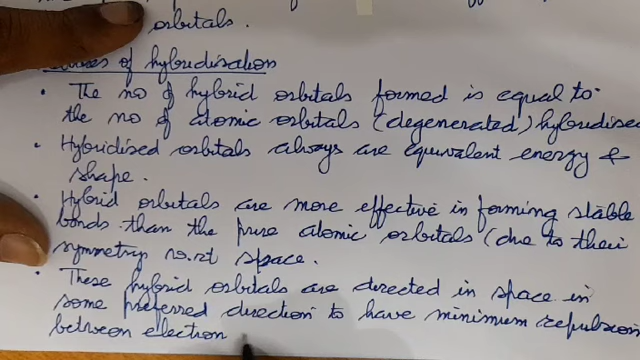 orbitals.
of hybridisation
• The no of hybrid orbitals formed is equal to
the no of atomic orbitals (degenerated) hybridised
• Hybridised orbitals always are equivalent energy &
shape.
• Hybrid orbitals are more effective in forming stable
bonds than the pure atomic orbitals (due to their
symmetry w.r.t space.
• These hybrid orbitals are directed in space in
some preferred direction to have minimum repulsion
between election